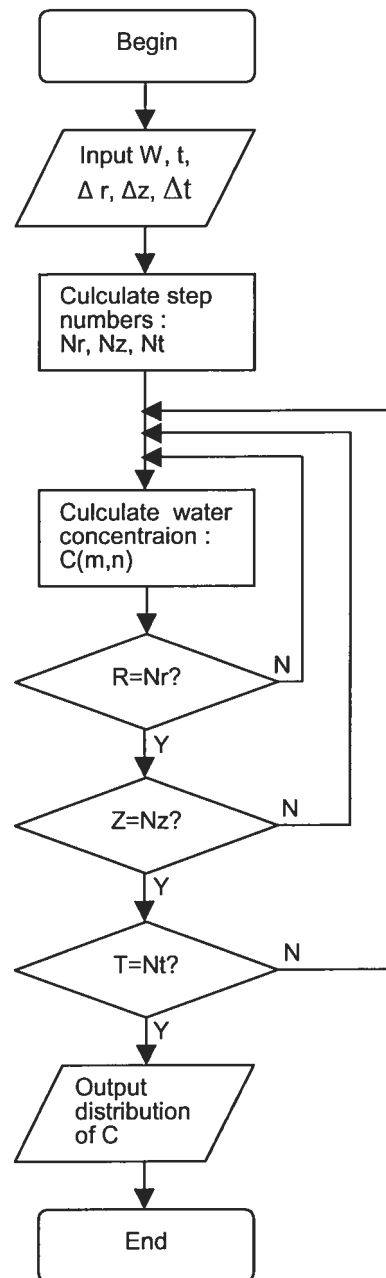 Begin
Input W, t,
Δ r, Δz, Δt
Culculate step
numbers :
Nr, Nz, Nt
Culculate water
concentraion :
C(m,n)
R=Nr?
N
Y
Z=Nz?
N
Y
T=Nt?
N
Y
Output
distribution
of C
End